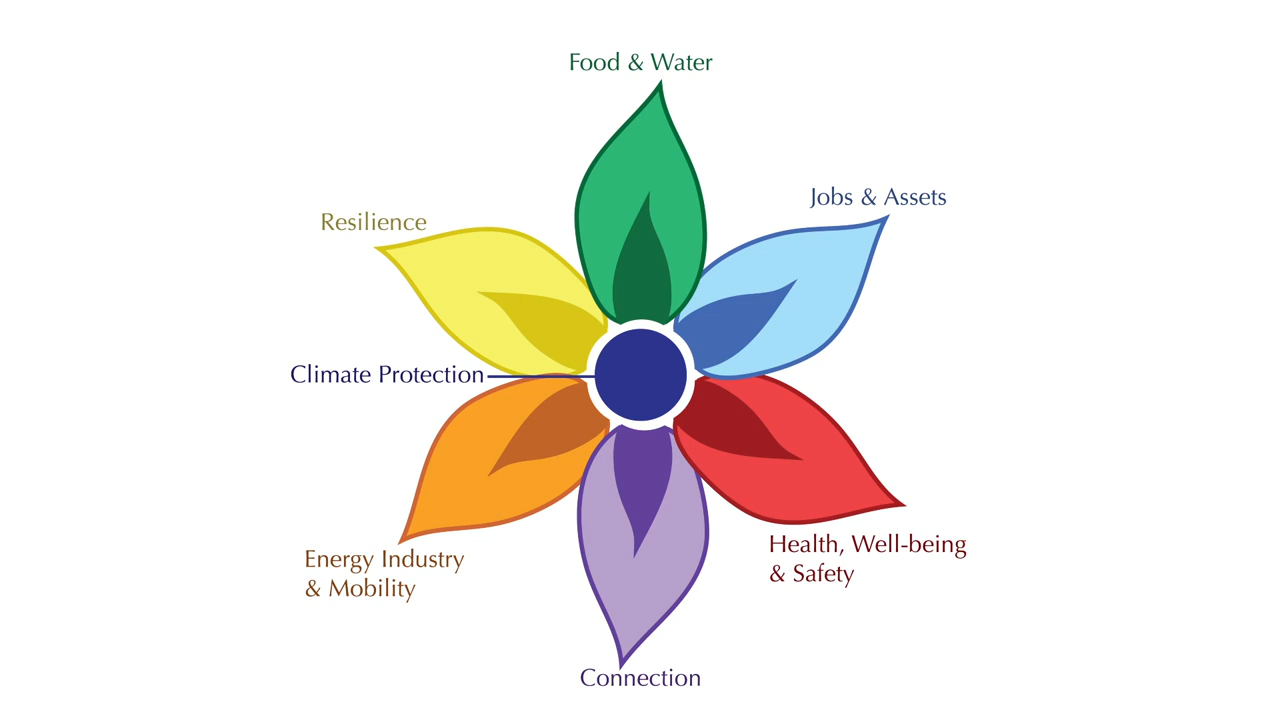 Food & Water
Jobs & Assets
Resilience
Climate Protection
Health, Well-being
& Safety
Energy Industry
& Mobility
Connection